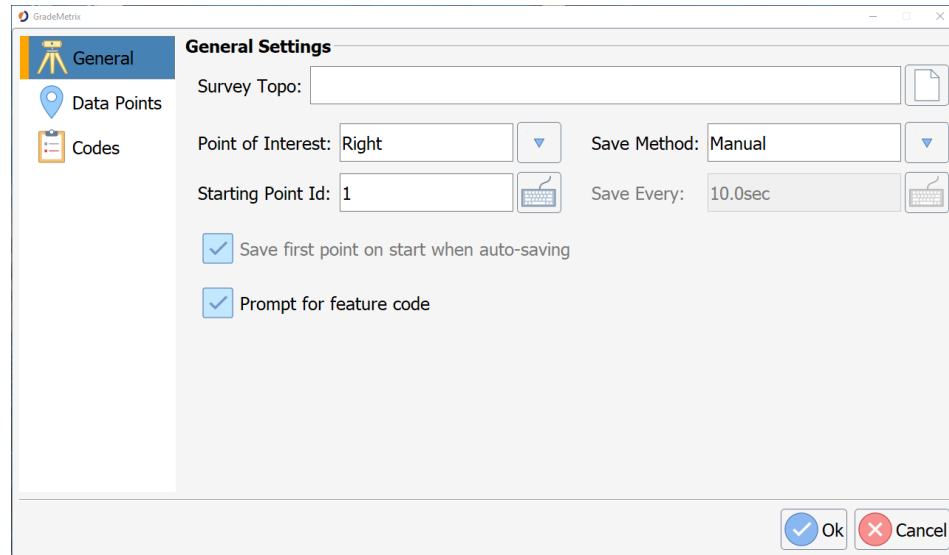 GradeMetrix
General
Data Points
Codes
General Settings
Survey Topo:
Point of Interest: Right
Save Method: Manual
Starting Point Id: 1
Save Every: 10.0sec
Save first point on start when auto-saving
Prompt for feature code
Ok
Cancel